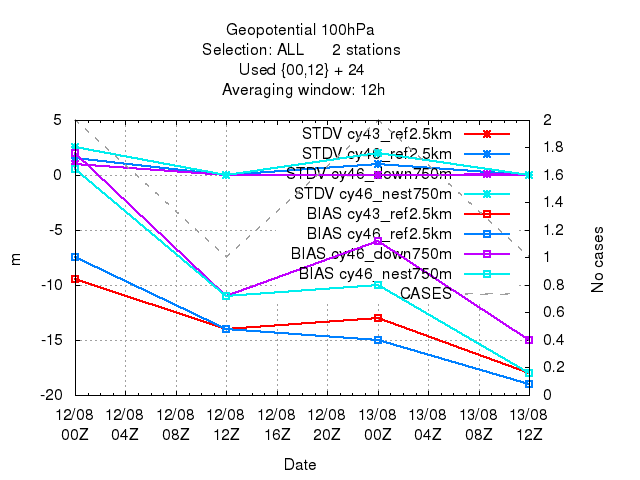 Geopotential 100hPa
Selection: ALL 2 stations
Used {00,12} + 24
Averaging window: 12h
5
0
-5
-10
-15
-20
m
2
1.8
1.6
1.4
1.2
1
0.8
0.6
0.4
0.2
0
No cases
STDV cy43_ref2.5km
STDV cy46_ref2.5km
STDV cy46_down750m
STDV cy46_nest750m
BIAS cy43_ref2.5km
BIAS cy46_ref2.5km
BIAS cy46_down750m
BIAS cy46_nest750m
CASES
12/08 12/08 12/08 12/08 12/08 12/08 13/08 13/08 13/08 13/08
00Z 04Z 08Z 12Z 16Z 20Z 00Z 04Z 08Z 12Z
Date